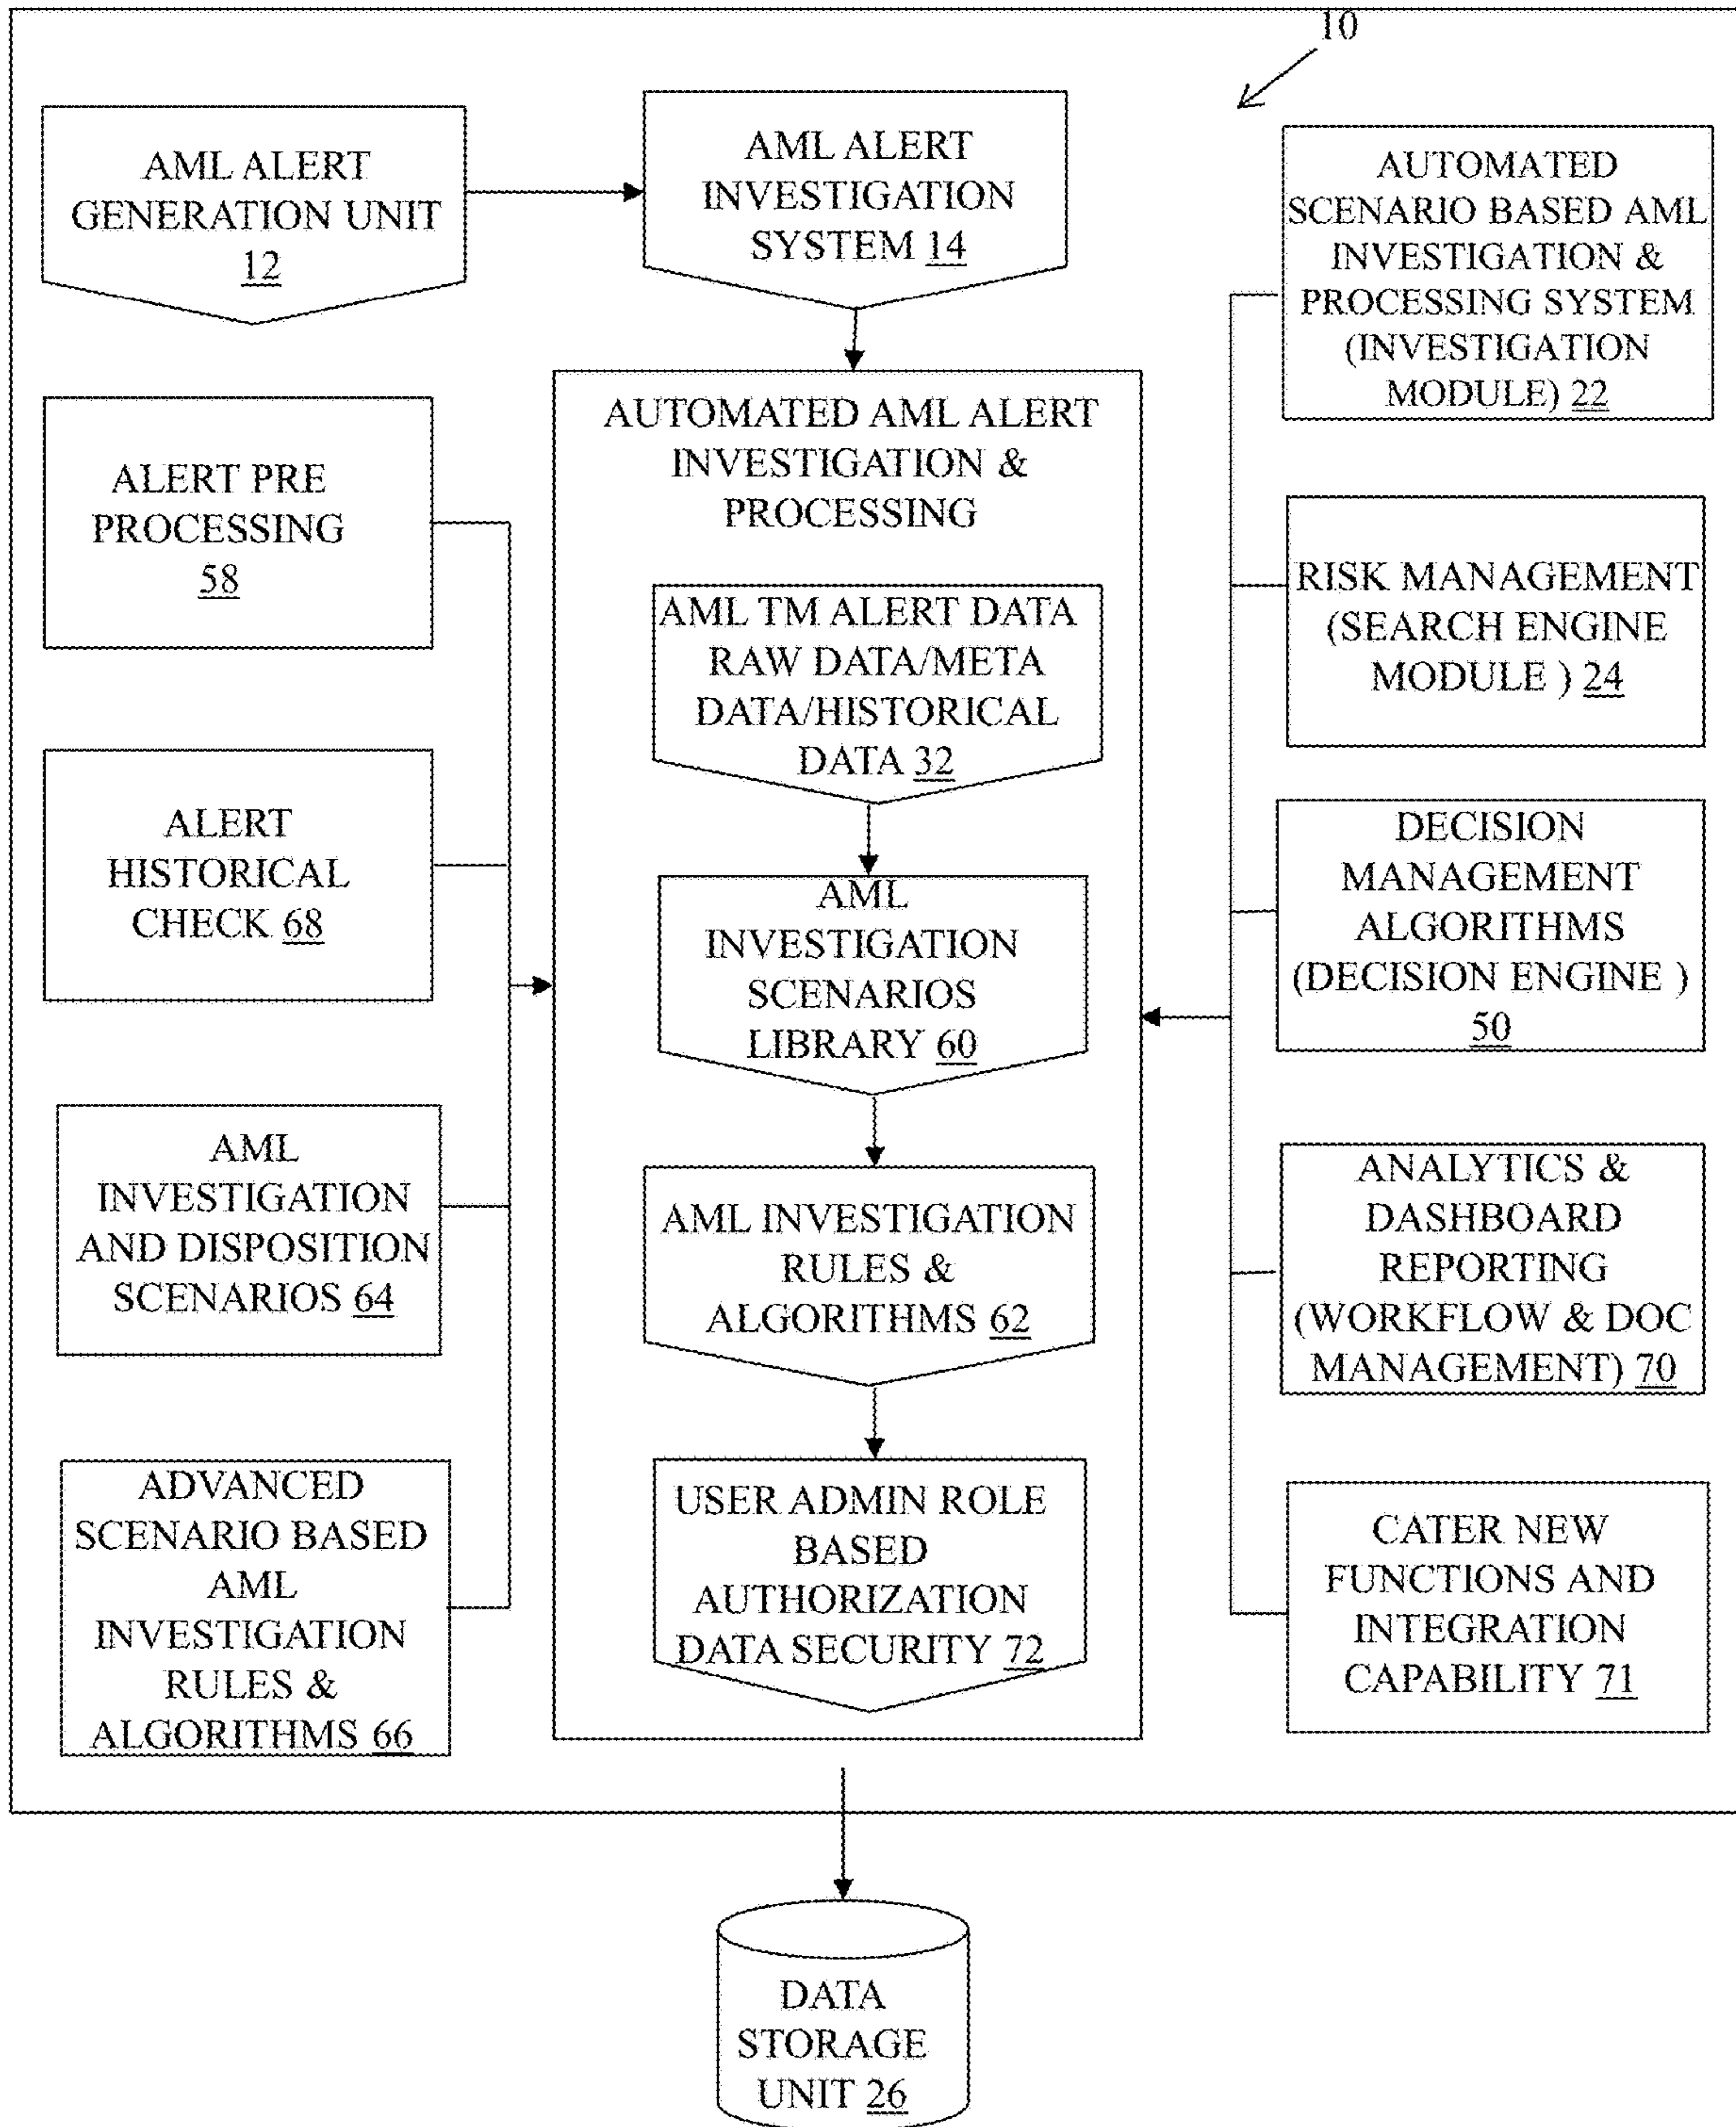 10
AML ALERT
GENERATION UNIT
12
AML ALERT
INVESTIGATION
SYSTEM 14
AUTOMATED
SCENARIO BASED AML
INVESTIGATION &
PROCESSING SYSTEM
(INVESTIGATION
MODULE) 22
ALERT PRE
PROCESSING
58
ALERT
HISTORICAL
CHECK 68
AML
INVESTIGATION
AND DISPOSITION
SCENARIOS 64
ADVANCED
SCENARIO BASED
AML
INVESTIGATION
RULES &
ALGORITHMS 66
AUTOMATED AML ALERT
INVESTIGATION &
PROCESSING
AML TM ALERT DATA
RAW DATA/META
DATA/HISTORICAL
DATA 32
AML
INVESTIGATION
SCENARIOS
LIBRARY 60
AML INVESTIGATION
RULES &
ALGORITHMS 62
USER ADMIN ROLE
BASED
AUTHORIZATION
DATA SECURITY 72
RISK MANAGEMENT
(SEARCH ENGINE
MODULE ) 24
DECISION
MANAGEMENT
ALGORITHMS
(DECISION ENGINE )
50
ANALYTICS &
DASHBOARD
REPORTING
(WORKFLOW & DOC
MANAGEMENT) 70
CATER NEW
FUNCTIONS AND
INTEGRATION
CAPABILITY 71
DATA
STORAGE
UNIT 26